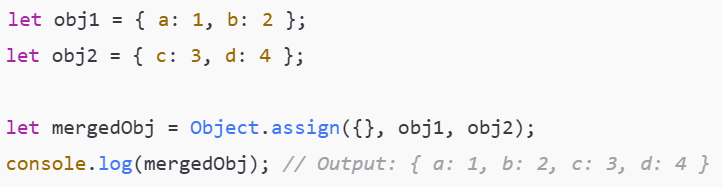 let obj1 = { a: 1, b: 2 };
let obj2 = { c: 3, d: 4 };
let mergedObj = Object.assign({}, obj1, obj2);
console.log(mergedObj); // Output: { a: 1, b: 2, c: 3, d: 4 }